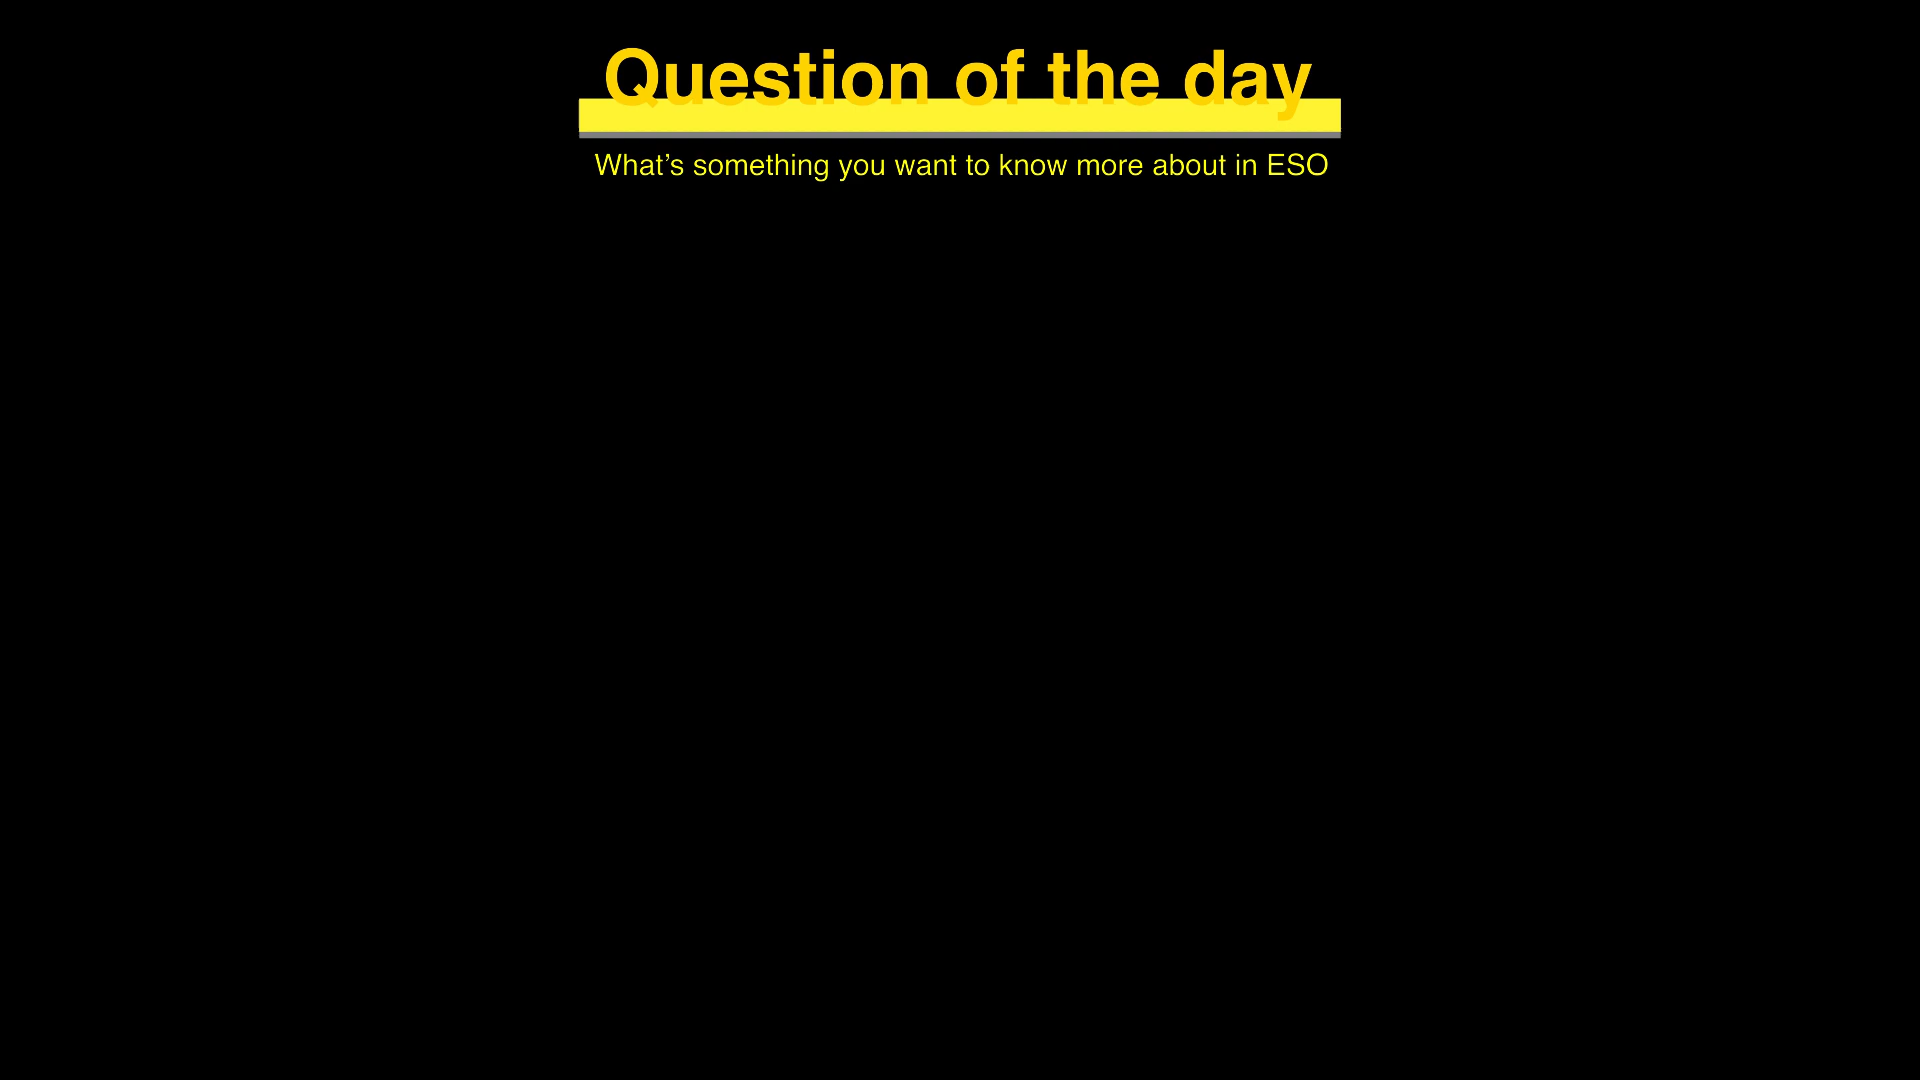 Question of the day
What’s something you want to know more about in ESO